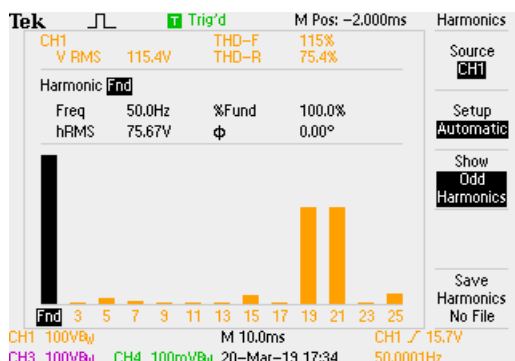 Tek Trig'd M Pos: -2.000ms Harmonics
CH1 THD-F 115%
V RMS 115.4V THD-R 75.4%
Source
CH1
Harmonic Fnd
Freq 50.0Hz %Fund 100.0%
hRMS 75.67V Φ 0.00°
Setup
Automatic
Show
Odd
Harmonics
Save
Harmonics
No File
Fnd 3 5 7 9 11 13 15 17 19 21 23 25
CH1 100VBW M 10.0ms CH1 15.7V
CH3 100VBW CH4 100mVBW 20-Mar-19 17:34 50.0001Hz